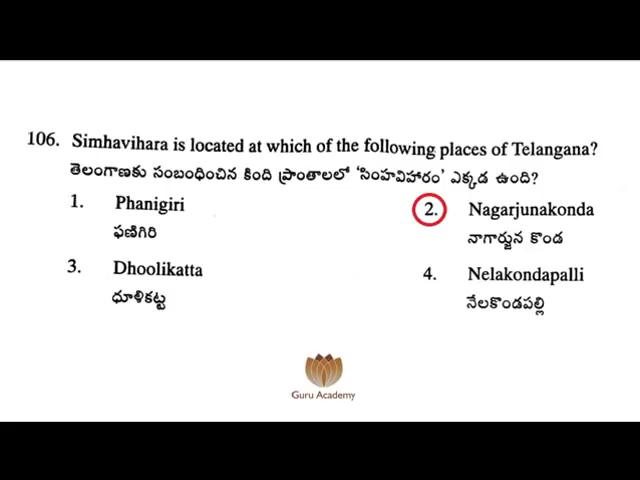 106. Simhavihara is located at which of the following places of Telangana?
తెలంగాణకు సంబంధించిన కింది ప్రాంతాలలో 'సింహవిహారం' ఎక్కడ ఉంది?
1. Phanigiri
ఫణిగిరి
2. Nagarjunakonda
నాగార్జున కొండ
3. Dhoolikatta
ధూళికట్ట
4. Nelakondapalli
నేలకొండపల్లి
Guru Academy